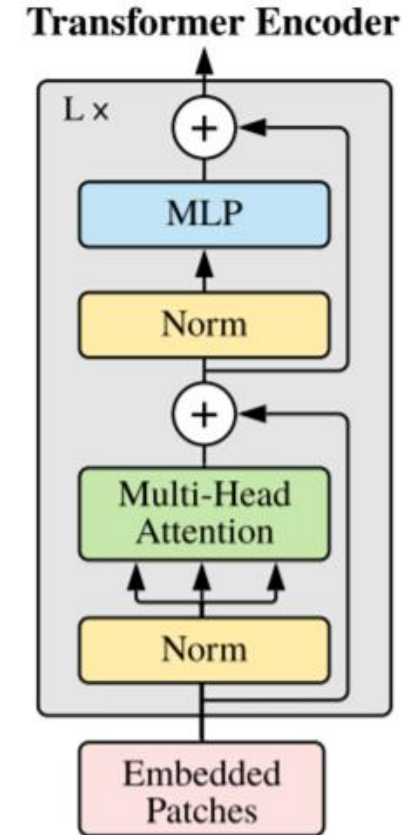 Transformer Encoder
L ×
+
MLP
Norm
+
Multi-Head
Attention
Norm
Embedded
Patches